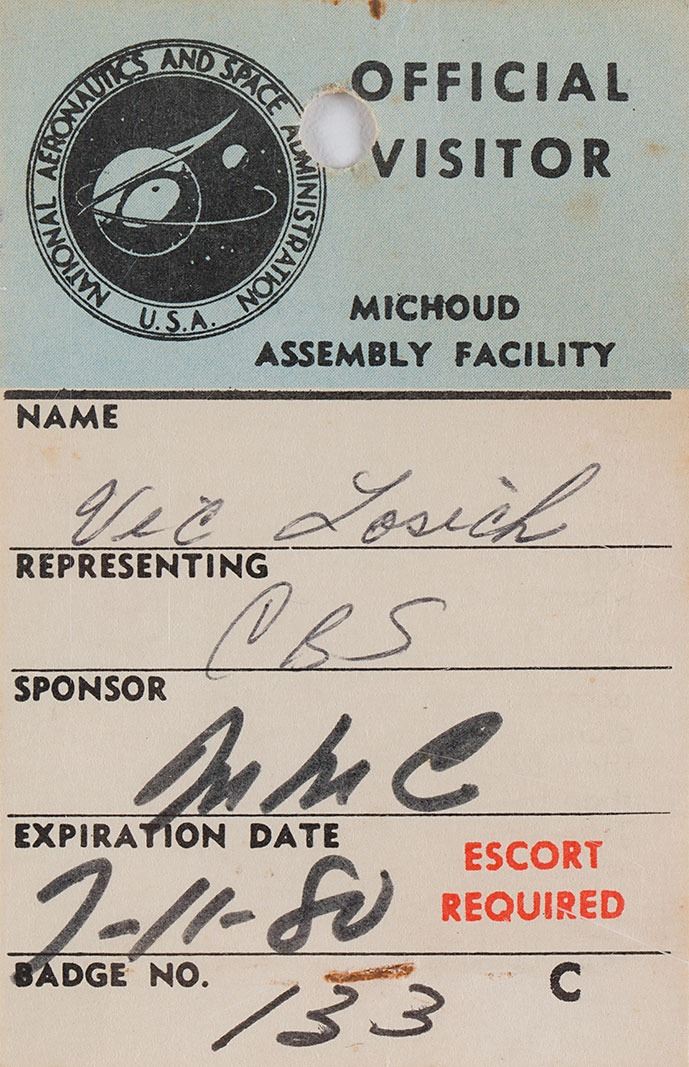 NATIONAL AERONAUTICS AND SPACE ADMINISTRATION
U.S.A.
OFFICIAL
VISITOR
MICHOUD
ASSEMBLY FACILITY
NAME
Vic Losich
REPRESENTING
CBS
SPONSOR
MMC
EXPIRATION DATE
7-11-80
ESCORT
REQUIRED
BADGE NO.
C
133